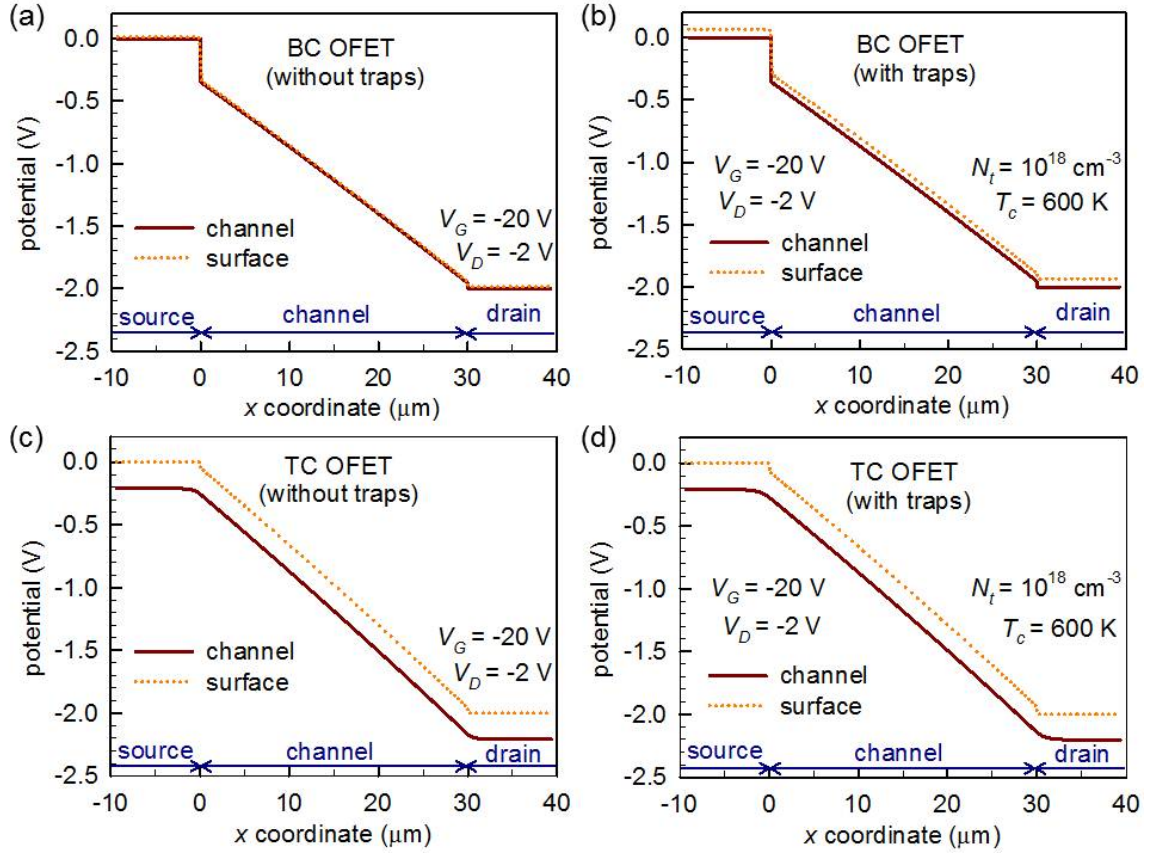 (a)
BC OFET
(without traps)
potential (V)
0.0
-0.5
-1.0
-1.5
-2.0
-2.5
V_G = -20 V
V_D = -2 V
channel
surface
source
channel
drain
-10 0 10 20 30 40
x coordinate (μm)
(b)
BC OFET
(with traps)
potential (V)
0.0
-0.5
-1.0
-1.5
-2.0
-2.5
V_G = -20 V
V_D = -2 V
N_t = 10^18 cm^-3
T_c = 600 K
channel
surface
source
channel
drain
-10 0 10 20 30 40
x coordinate (μm)
(c)
TC OFET
(without traps)
potential (V)
0.0
-0.5
-1.0
-1.5
-2.0
-2.5
V_G = -20 V
V_D = -2 V
channel
surface
source
channel
drain
-10 0 10 20 30 40
x coordinate (μm)
(d)
TC OFET
(with traps)
potential (V)
0.0
-0.5
-1.0
-1.5
-2.0
-2.5
V_G = -20 V
V_D = -2 V
N_t = 10^18 cm^-3
T_c = 600 K
channel
surface
source
channel
drain
-10 0 10 20 30 40
x coordinate (μm)